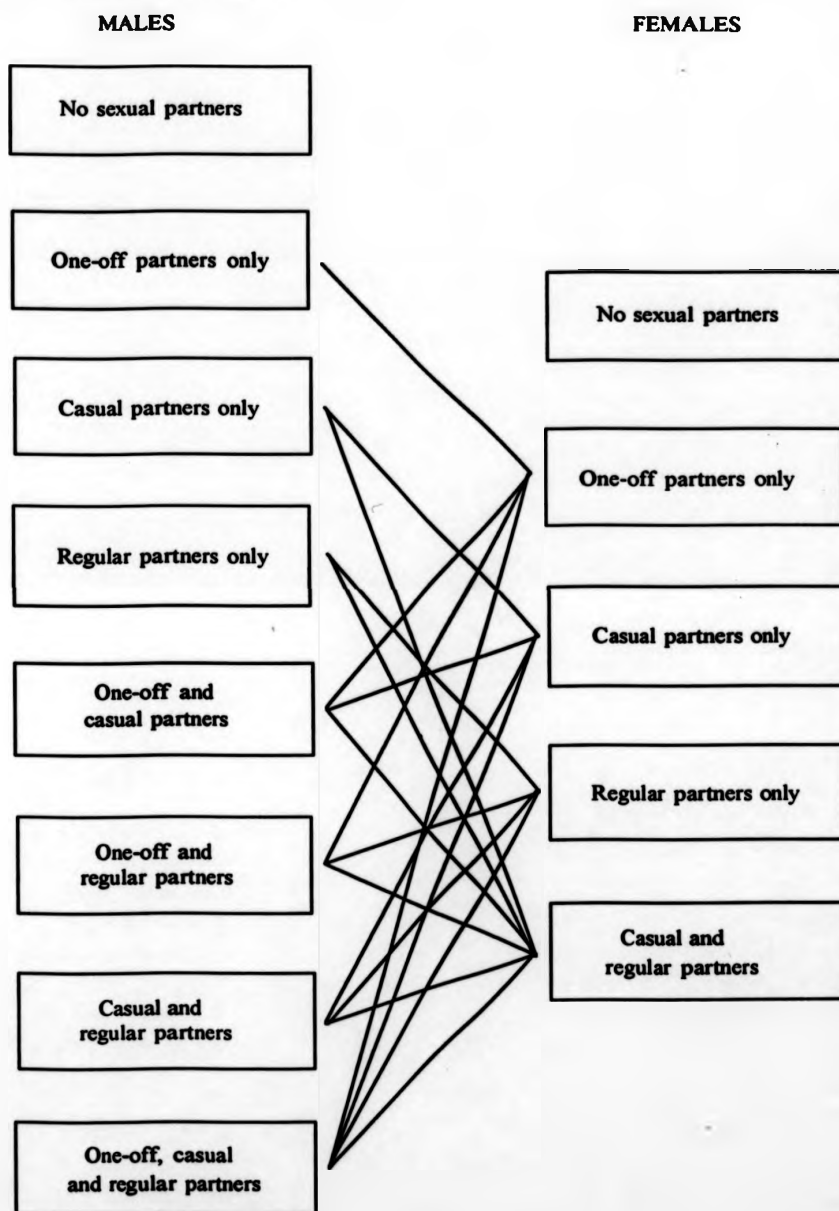 MALES
No sexual partners
One-off partners only
Casual partners only
Regular partners only
One-off and
casual partners
One-off and
regular partners
Casual and
regular partners
One-off, casual
and regular partners
FEMALES
No sexual partners
One-off partners only
Casual partners only
Regular partners only
Casual and
regular partners